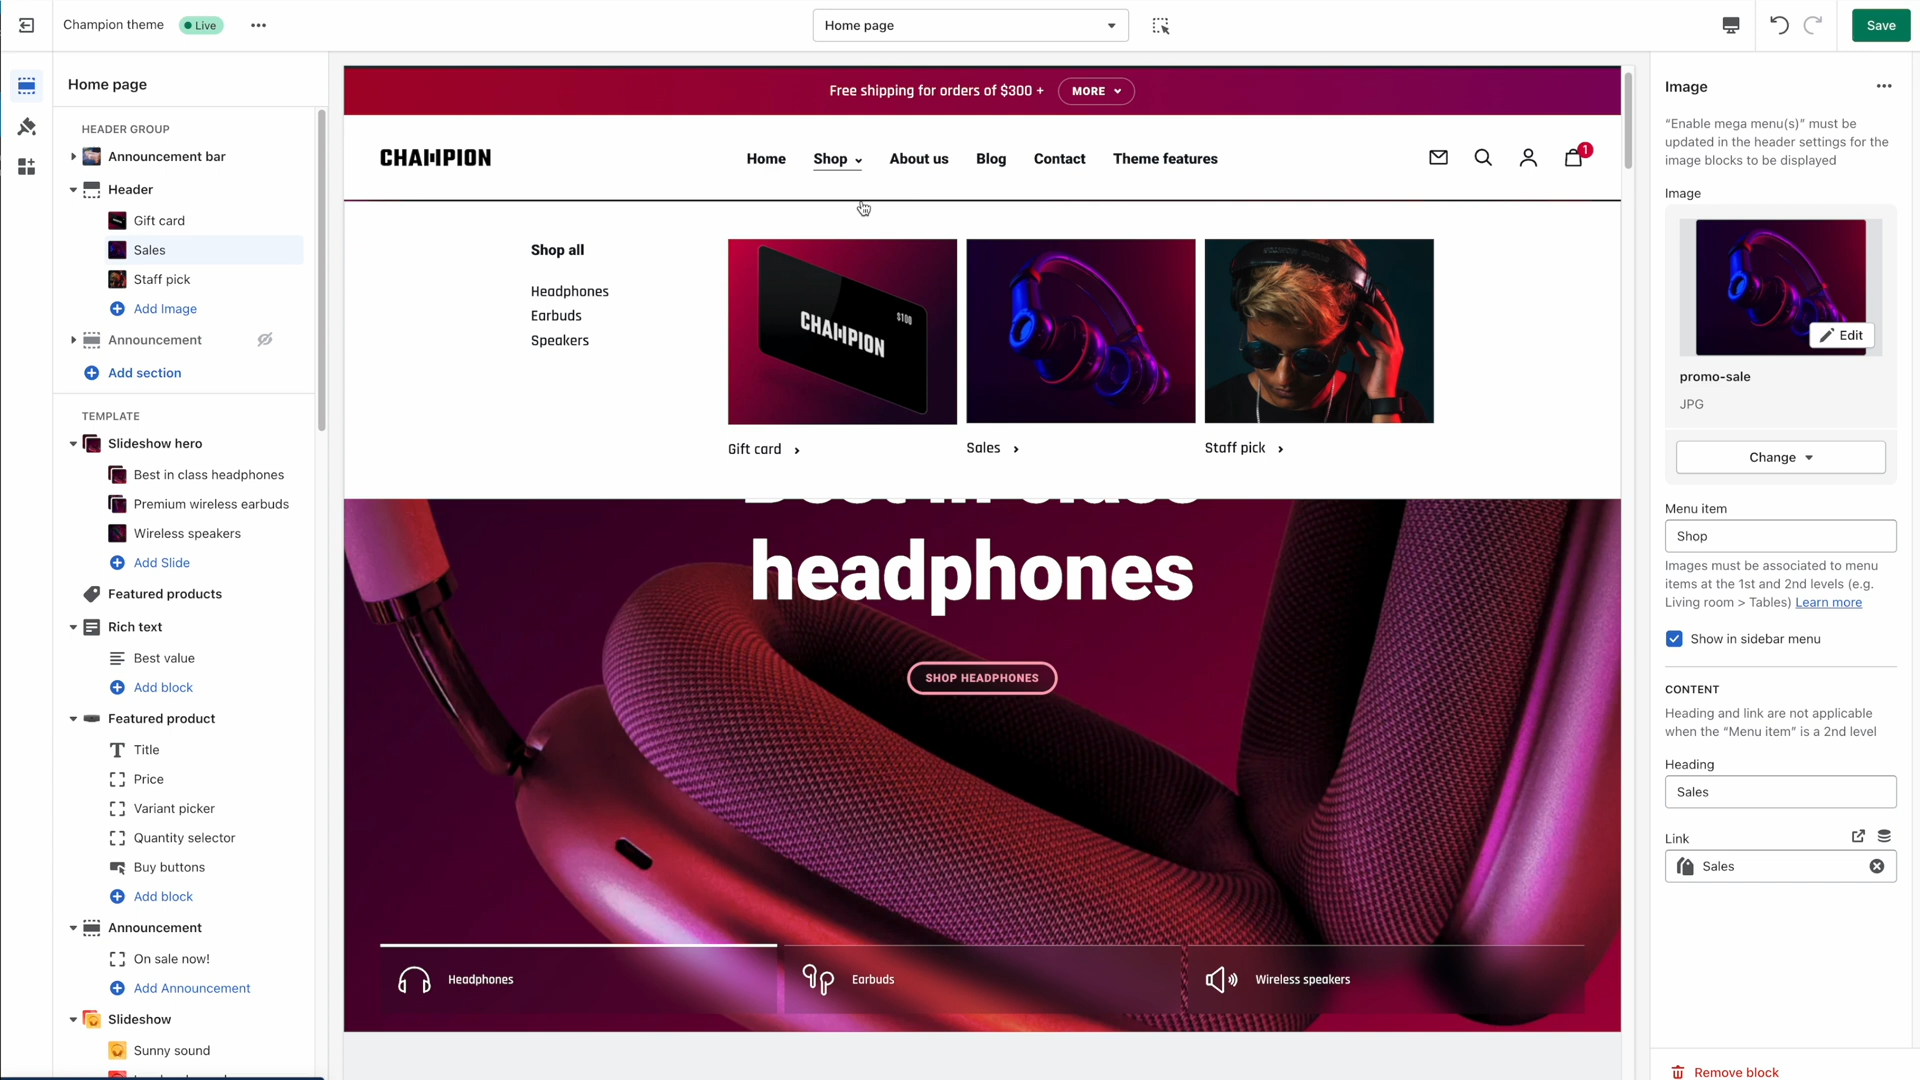 Champion theme
Live
Home page
Save
Home page
HEADER GROUP
Announcement bar
Header
Gift card
Sales
Staff pick
Add Image
Announcement
Add section
TEMPLATE
Slideshow hero
Best in class headphones
Premium wireless earbuds
Wireless speakers
Add Slide
Featured products
Rich text
Best value
Add block
Featured product
Title
Price
Variant picker
Quantity selector
Buy buttons
Add block
Announcement
On sale now!
Add Announcement
Slideshow
Sunny sound
Free shipping for orders of $300 +
MORE
CHAMPION
Home
Shop
About us
Blog
Contact
Theme features
1
Shop all
Headphones
Earbuds
Speakers
CHAMPION
$100
Gift card
Sales
Staff pick
Best in class
headphones
SHOP HEADPHONES
Headphones
Earbuds
Wireless speakers
Image
“Enable mega menu(s)” must be
updated in the header settings for the
image blocks to be displayed
Image
Edit
promo-sale
JPG
Change
Menu item
Shop
Images must be associated to menu
items at the 1st and 2nd levels (e.g.
Living room > Tables) Learn more
Show in sidebar menu
CONTENT
Heading and link are not applicable
when the “Menu item” is a 2nd level
Heading
Sales
Link
Sales
Remove block